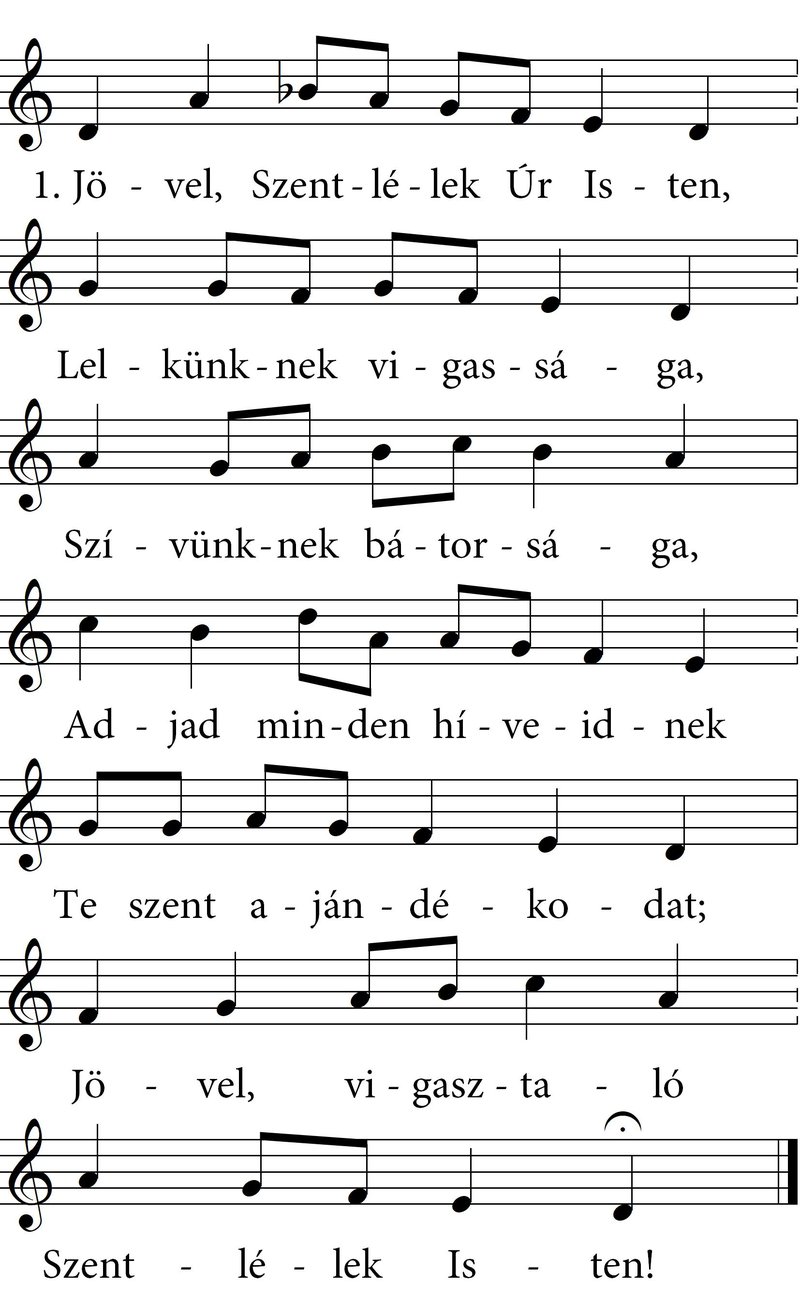 1. Jö - vel, Szent - lé - lek Úr Is - ten,
Lel - künk - nek vi - gas - sá - ga,
Szí - vünk - nek bá - tor - sá - ga,
Ad - jad min - den hí - ve - id - nek
Te szent a - ján - dé - ko - dat;
Jö - vel, vi - gasz - ta - ló
Szent - lé - lek Is - ten!